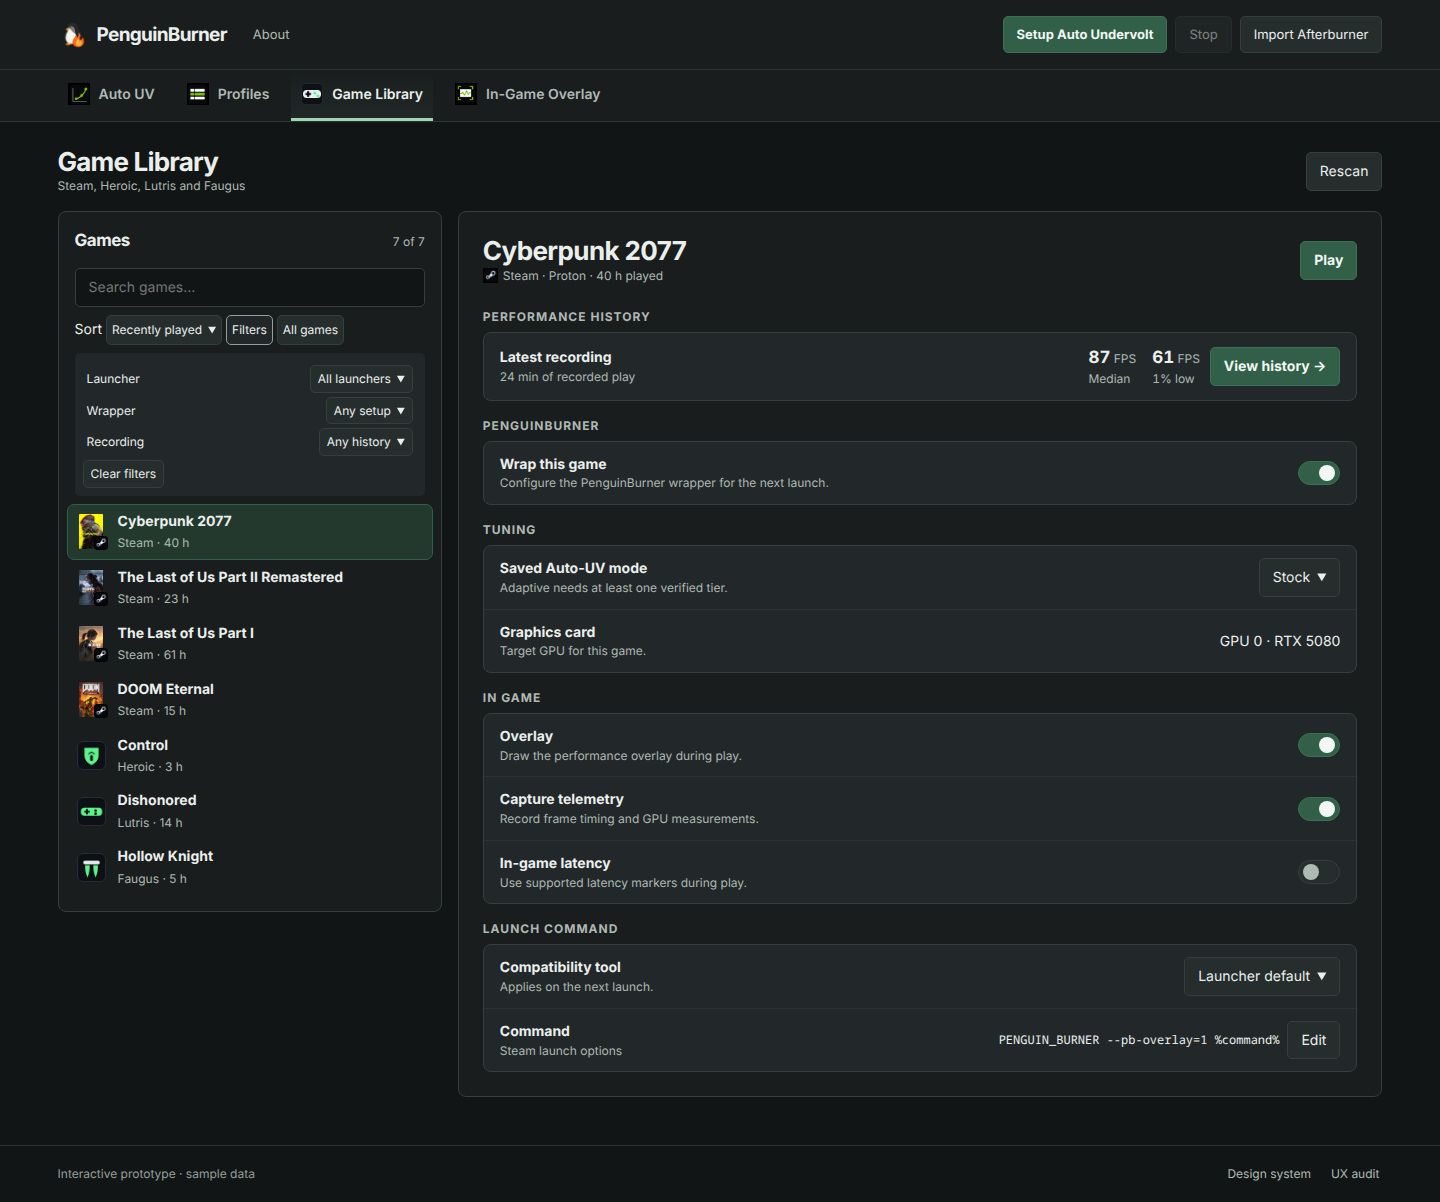 PenguinBurner
About
Setup Auto Undervolt
Stop
Import Afterburner
Auto UV
Profiles
Game Library
In-Game Overlay
Game Library
Steam, Heroic, Lutris and Faugus
Rescan
Games
7 of 7
Search games...
Sort
Recently played ▼
Filters
All games
Launcher
All launchers ▼
Wrapper
Any setup ▼
Recording
Any history ▼
Clear filters
Cyberpunk 2077
Steam · 40 h
The Last of Us Part II Remastered
Steam · 23 h
The Last of Us Part I
Steam · 61 h
DOOM Eternal
Steam · 15 h
Control
Heroic · 3 h
Dishonored
Lutris · 14 h
Hollow Knight
Faugus · 5 h
Cyberpunk 2077
Steam · Proton · 40 h played
Play
PERFORMANCE HISTORY
Latest recording
24 min of recorded play
87 FPS
Median
61 FPS
1% low
View history →
PENGUINBURNER
Wrap this game
Configure the PenguinBurner wrapper for the next launch.
TUNING
Saved Auto-UV mode
Adaptive needs at least one verified tier.
Stock ▼
Graphics card
Target GPU for this game.
GPU 0 · RTX 5080
IN GAME
Overlay
Draw the performance overlay during play.
Capture telemetry
Record frame timing and GPU measurements.
In-game latency
Use supported latency markers during play.
LAUNCH COMMAND
Compatibility tool
Applies on the next launch.
Launcher default ▼
Command
Steam launch options
PENGUIN_BURNER --pb-overlay=1 %command%
Edit
Interactive prototype · sample data
Design system
UX audit